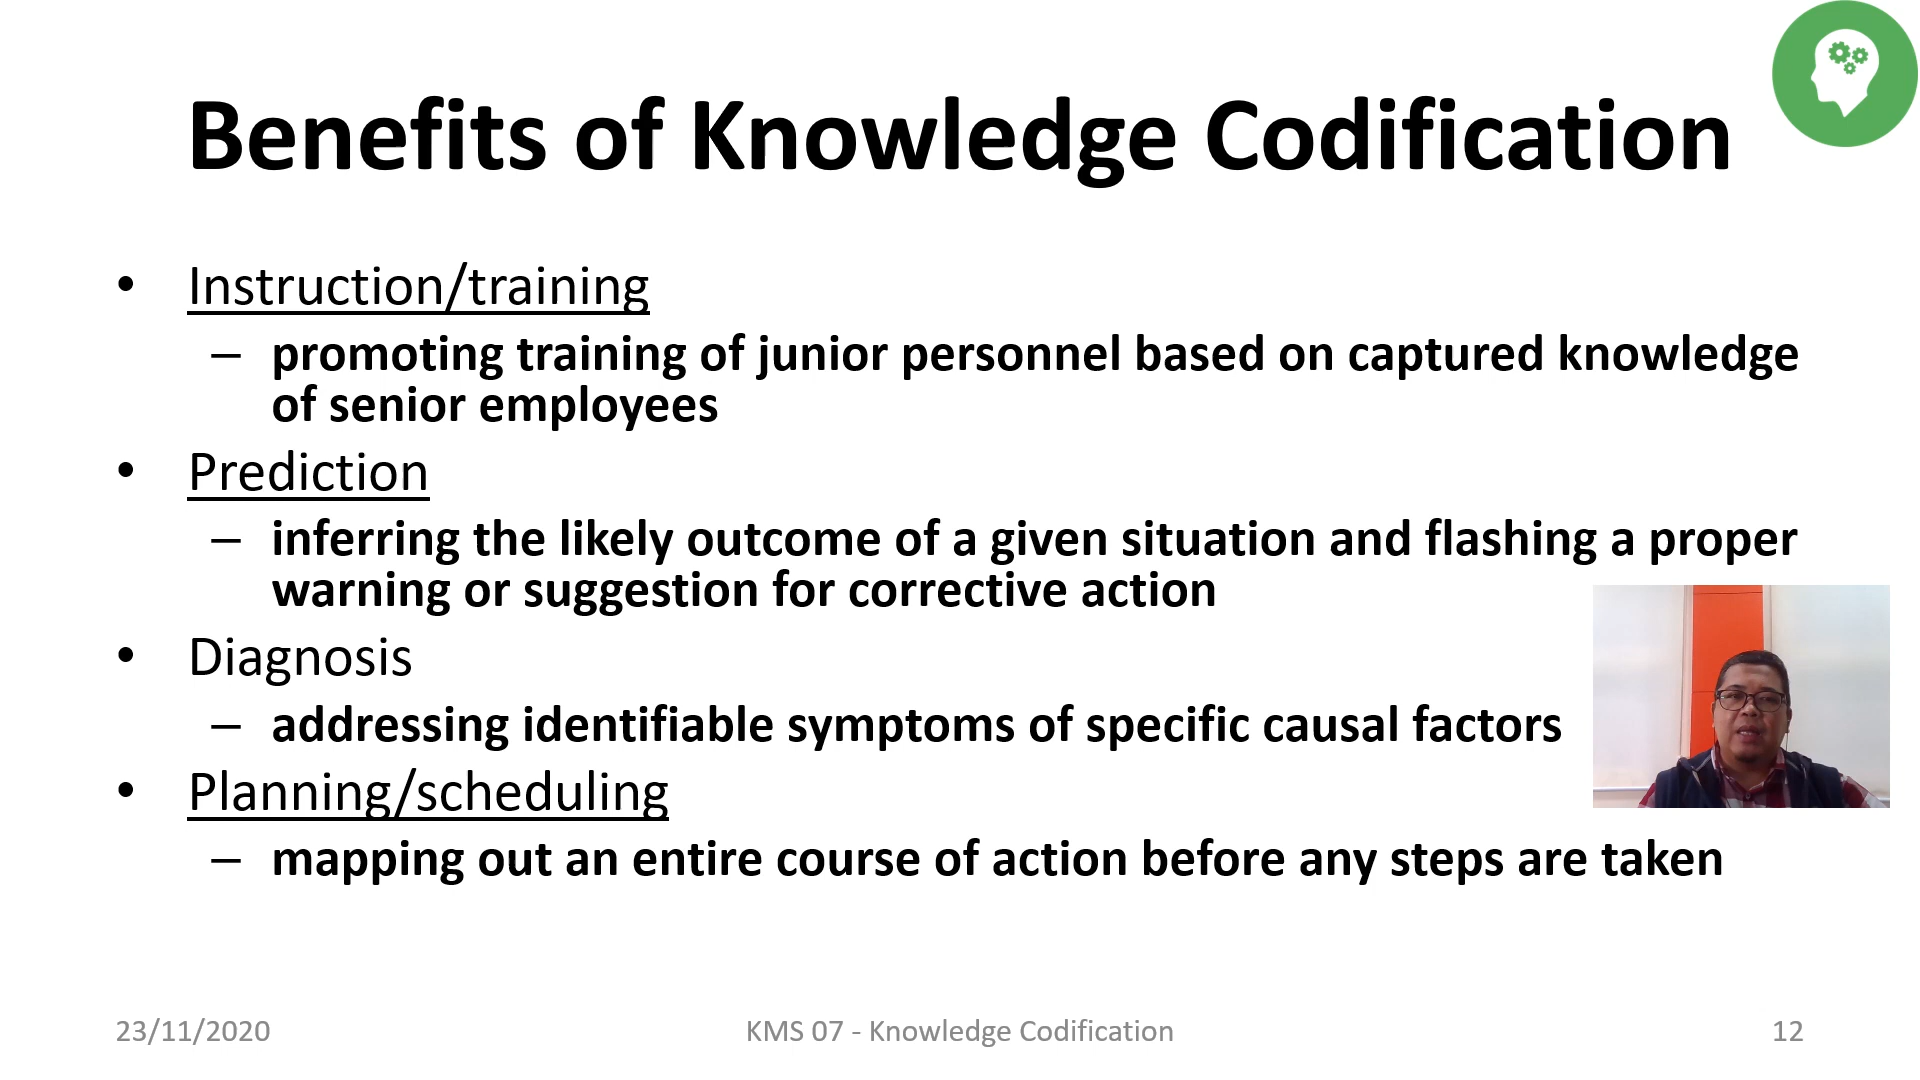 Benefits of Knowledge Codification
• Instruction/training
– promoting training of junior personnel based on captured knowledge
of senior employees
• Prediction
– inferring the likely outcome of a given situation and flashing a proper
warning or suggestion for corrective action
• Diagnosis
– addressing identifiable symptoms of specific causal factors
• Planning/scheduling
– mapping out an entire course of action before any steps are taken
23/11/2020
KMS 07 - Knowledge Codification
12